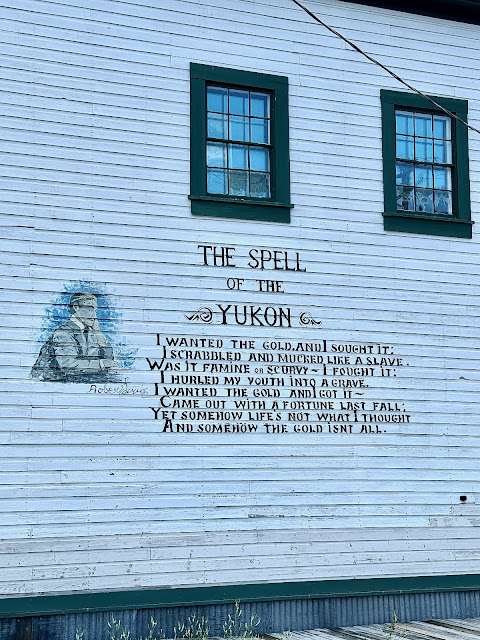 THE SPELL
OF THE
YUKON
I WANTED THE GOLD, AND I SOUGHT IT;
I SCRABBLED AND MUCKED LIKE A SLAVE.
WAS IT FAMINE OR SCURVY ~ I FOUGHT IT;
I HURLED MY YOUTH INTO A GRAVE.
I WANTED THE GOLD AND I GOT IT ~
CAME OUT WITH A FORTUNE LAST FALL;
YET SOMEHOW LIFE'S NOT WHAT I THOUGHT
AND SOMEHOW THE GOLD ISNT ALL.